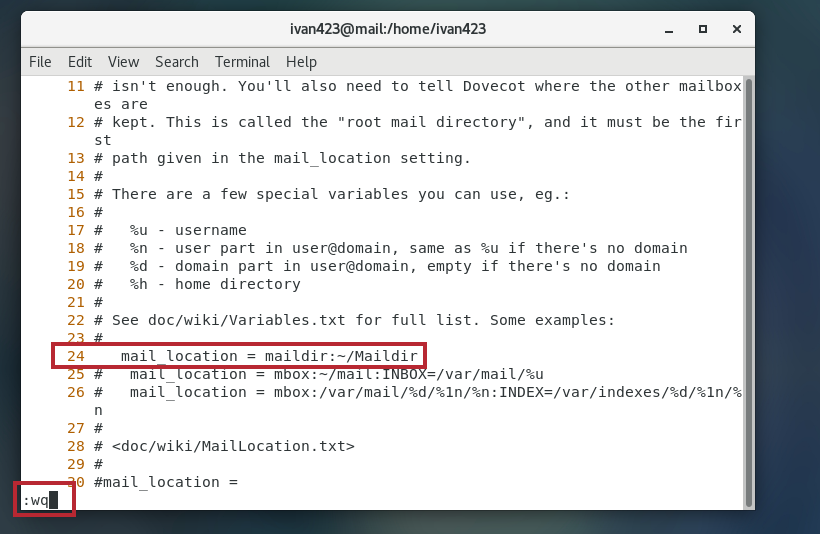 ivan423@mail:/home/ivan423
File Edit View Search Terminal Help
11 # isn't enough. You'll also need to tell Dovecot where the other mailbox
es are
12 # kept. This is called the "root mail directory", and it must be the fir
st
13 # path given in the mail_location setting.
14 #
15 # There are a few special variables you can use, eg.:
16 #
17 #   %u - username
18 #   %n - user part in user@domain, same as %u if there's no domain
19 #   %d - domain part in user@domain, empty if there's no domain
20 #   %h - home directory
21 #
22 # See doc/wiki/Variables.txt for full list. Some examples:
23 #
24    mail_location = maildir:~/Maildir
25 #   mail_location = mbox:~/mail:INBOX=/var/mail/%u
26 #   mail_location = mbox:/var/mail/%d/%1n/%n:INDEX=/var/indexes/%d/%1n/%
n
27 #
28 # <doc/wiki/MailLocation.txt>
29 #
30 #mail_location =
:wq